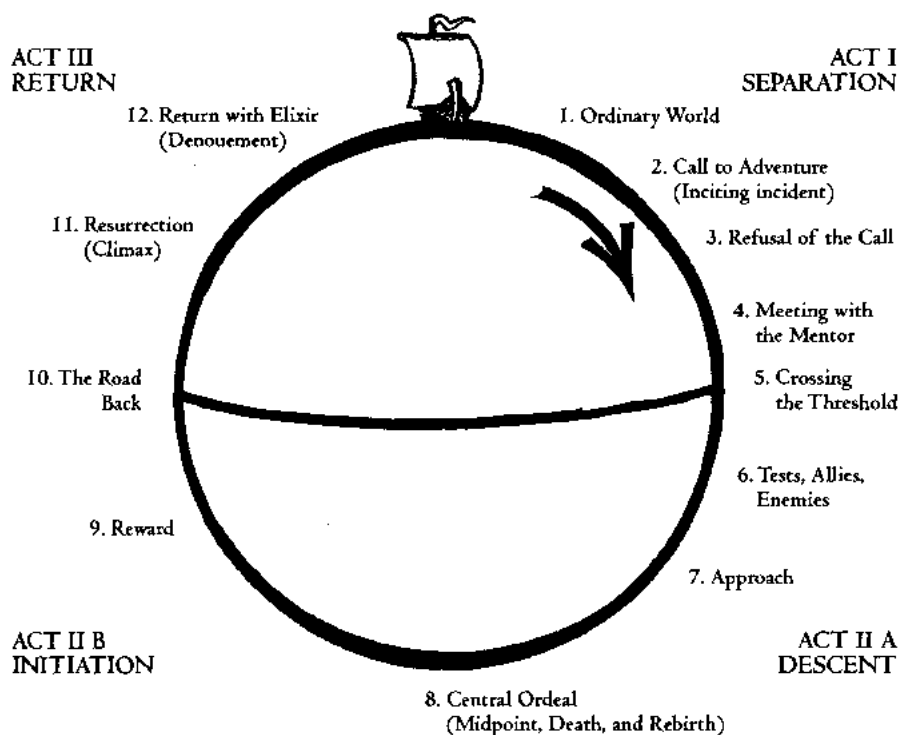 ACT III
RETURN
ACT I
SEPARATION
12. Return with Elixir
(Denouement)
1. Ordinary World
2. Call to Adventure
(Inciting incident)
11. Resurrection
(Climax)
3. Refusal of the Call
4. Meeting with
the Mentor
10. The Road
Back
5. Crossing
the Threshold
6. Tests, Allies,
Enemies
9. Reward
7. Approach
ACT II B
INITIATION
ACT II A
DESCENT
8. Central Ordeal
(Midpoint, Death, and Rebirth)